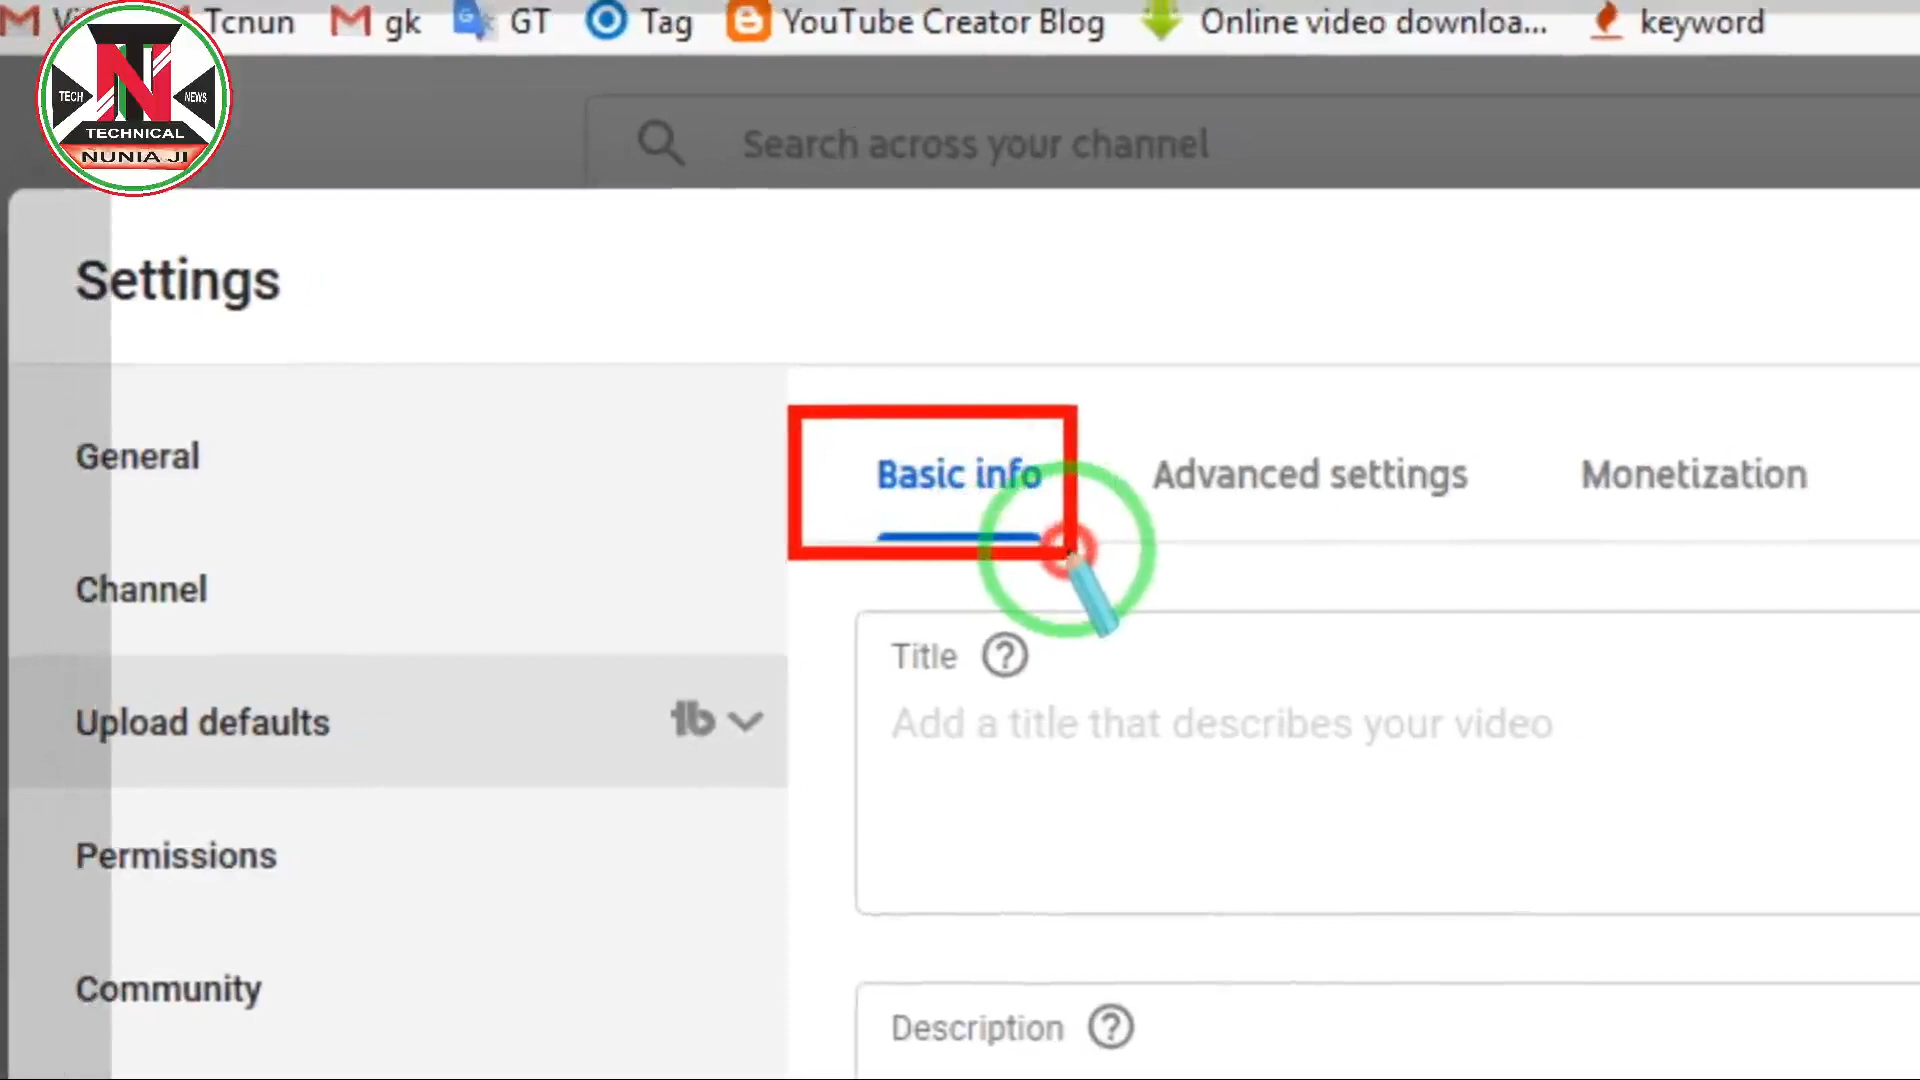 Tcnun gk GT Tag YouTube Creator Blog Online video downloa... keyword
TECH NEWS
TECHNICAL
NUNIA JI
Search across your channel
Settings
General
Channel
Upload defaults
Permissions
Community
Basic info Advanced settings Monetization
Title
Add a title that describes your video
Description